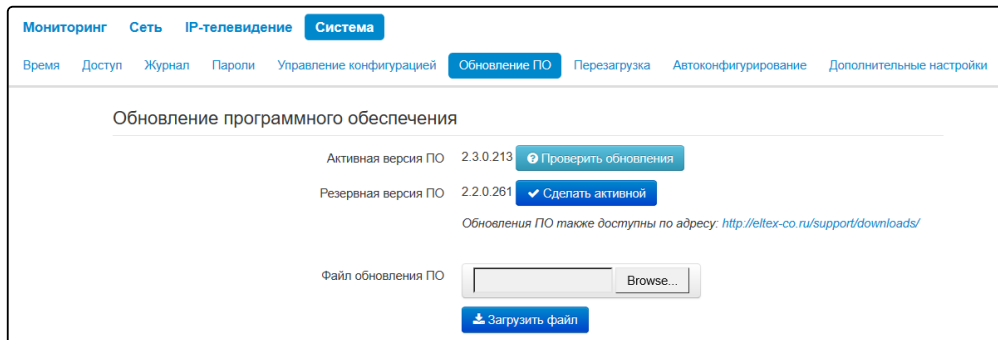 Мониторинг Сеть IP-телевидение Система
Время Доступ Журнал Пароли Управление конфигурацией Обновление ПО Перезагрузка Автоконфигурирование Дополнительные настройки
Обновление программного обеспечения
Активная версия ПО 2.3.0.213 Проверить обновления
Резервная версия ПО 2.2.0.261 Сделать активной
Обновления ПО также доступны по адресу: http://eltex-co.ru/support/downloads/
Файл обновления ПО Browse...
Загрузить файл